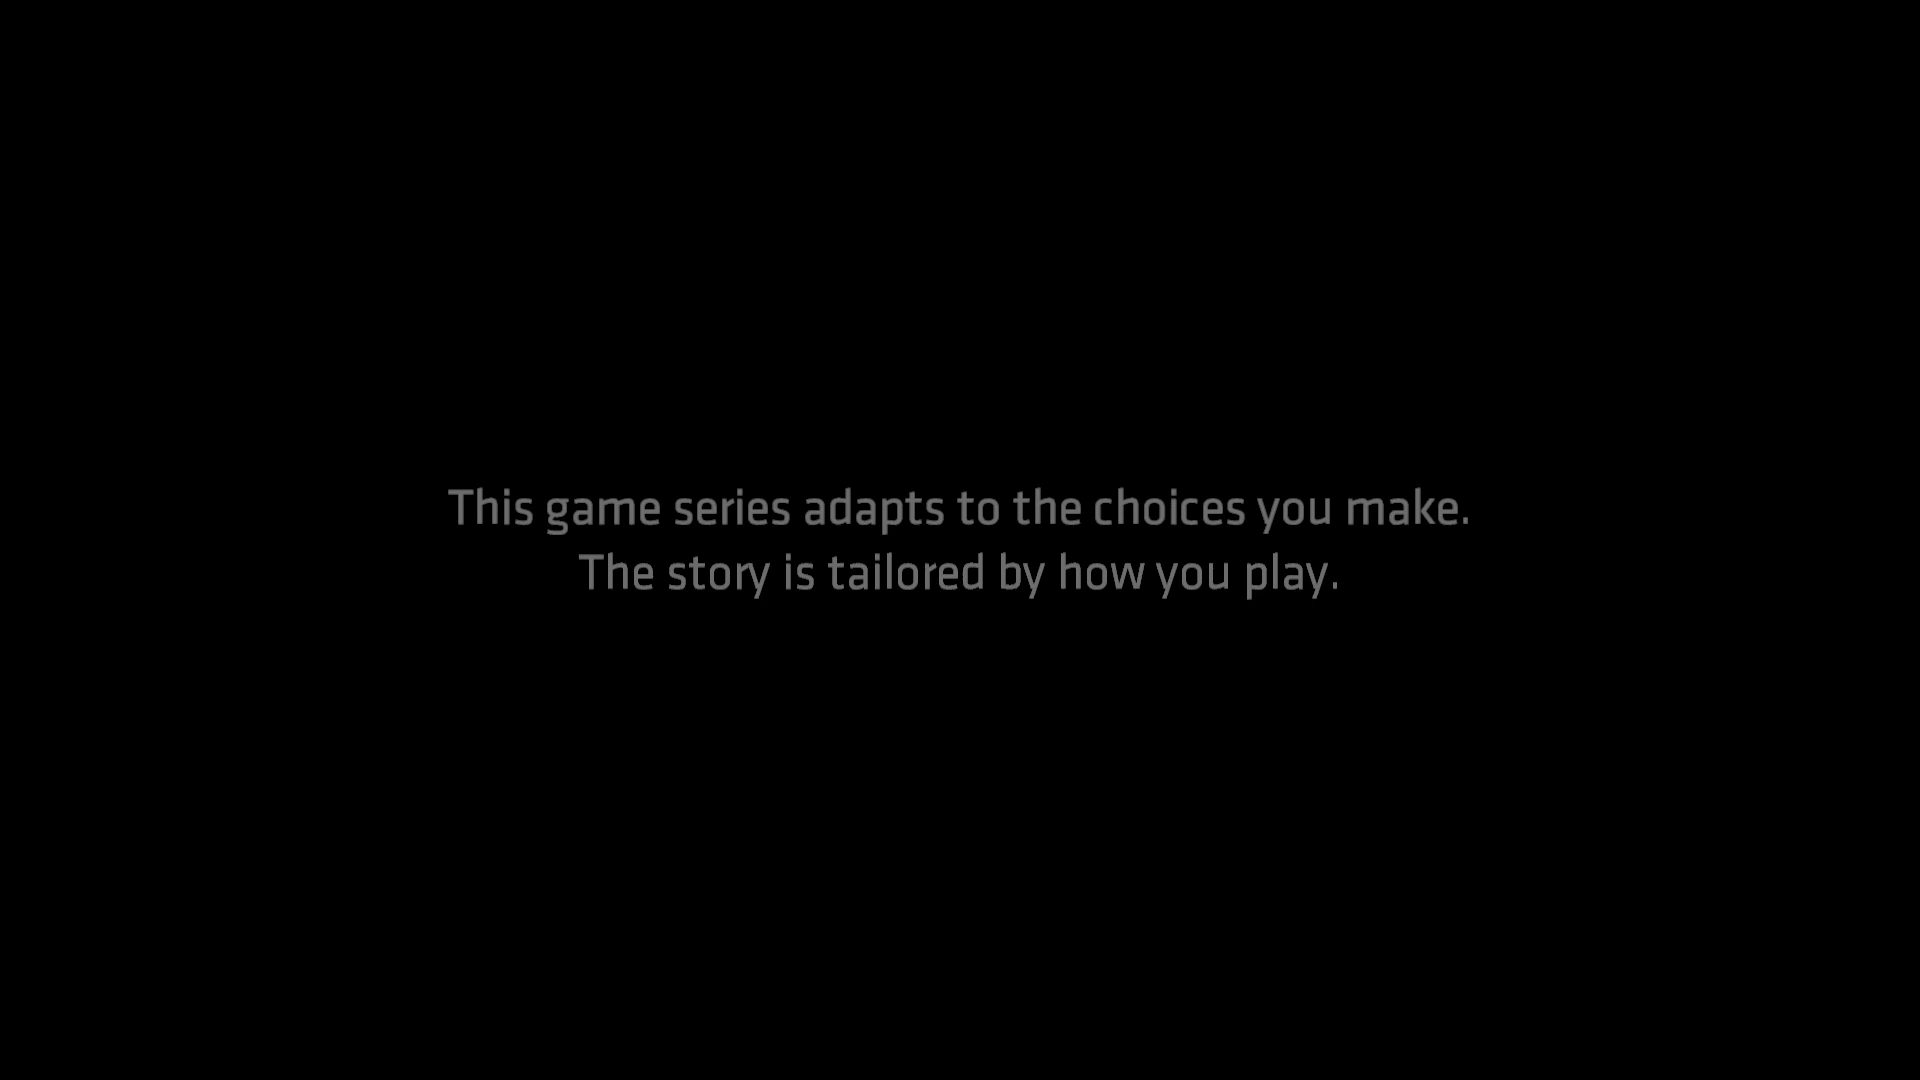 This game series adapts to the choices you make.
The story is tailored by how you play.